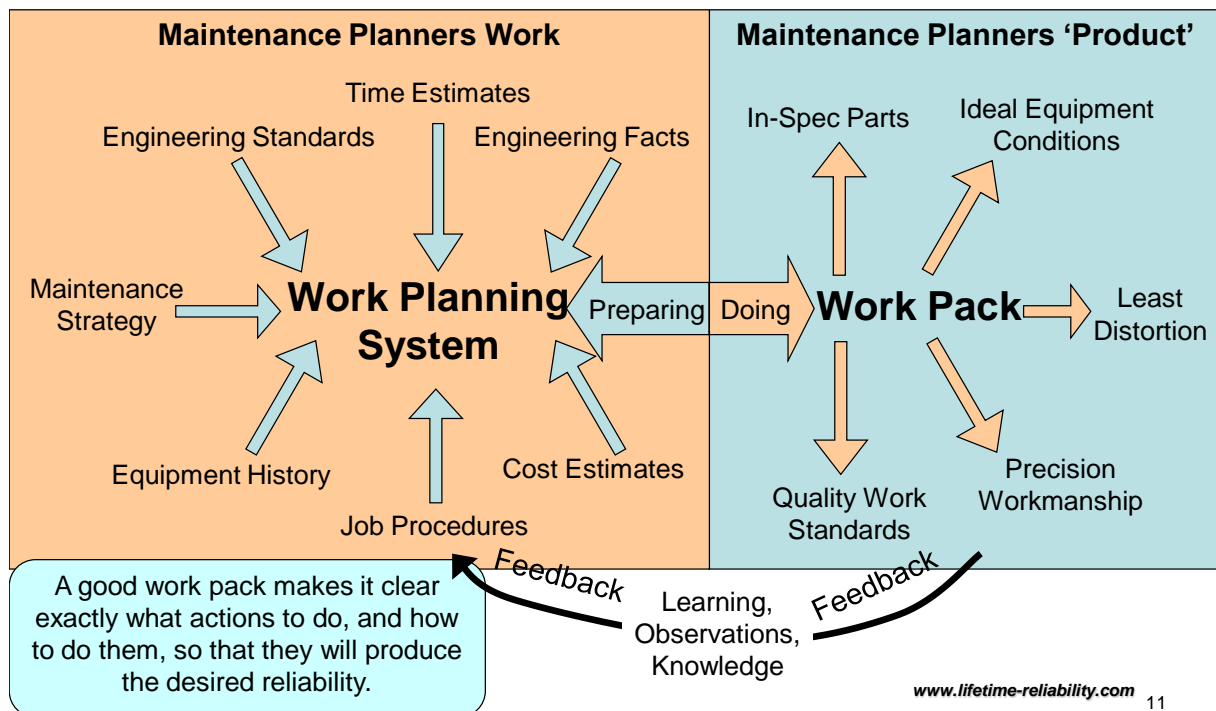 Maintenance Planners Work
Time Estimates
Engineering Standards
Engineering Facts
Maintenance
Strategy
Work Planning
System
Preparing
Equipment History
Cost Estimates
Job Procedures
Maintenance Planners ‘Product’
In-Spec Parts
Ideal Equipment
Conditions
Doing
Work Pack
Least
Distortion
Precision
Workmanship
Quality Work
Standards
Feedback
Feedback
Learning,
Observations,
Knowledge
A good work pack makes it clear
exactly what actions to do, and how
to do them, so that they will produce
the desired reliability.
www.lifetime-reliability.com
11